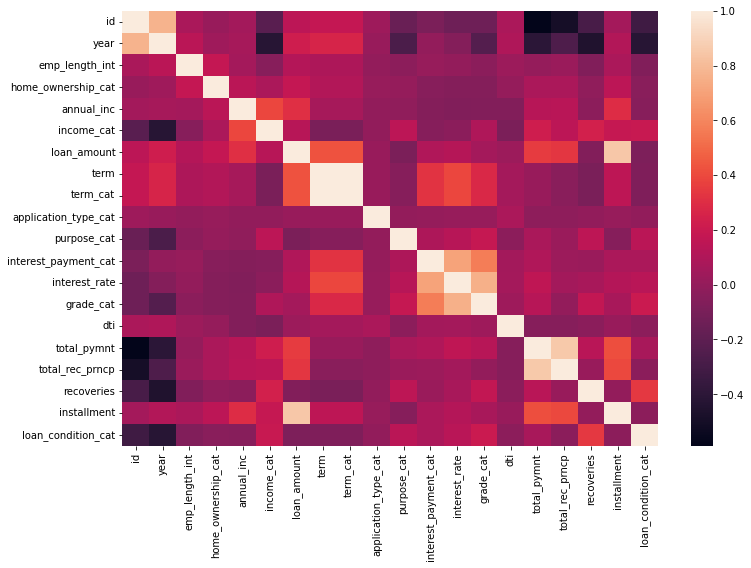 id
year
emp_length_int
home_ownership_cat
annual_inc
income_cat
loan_amount
term
term_cat
application_type_cat
purpose_cat
interest_payment_cat
interest_rate
grade_cat
dti
total_pymnt
total_rec_prncp
recoveries
installment
loan_condition_cat
id
year
emp_length_int
home_ownership_cat
annual_inc
income_cat
loan_amount
term
term_cat
application_type_cat
purpose_cat
interest_payment_cat
interest_rate
grade_cat
dti
total_pymnt
total_rec_prncp
recoveries
installment
loan_condition_cat
1.0
0.8
0.6
0.4
0.2
0.0
−0.2
−0.4